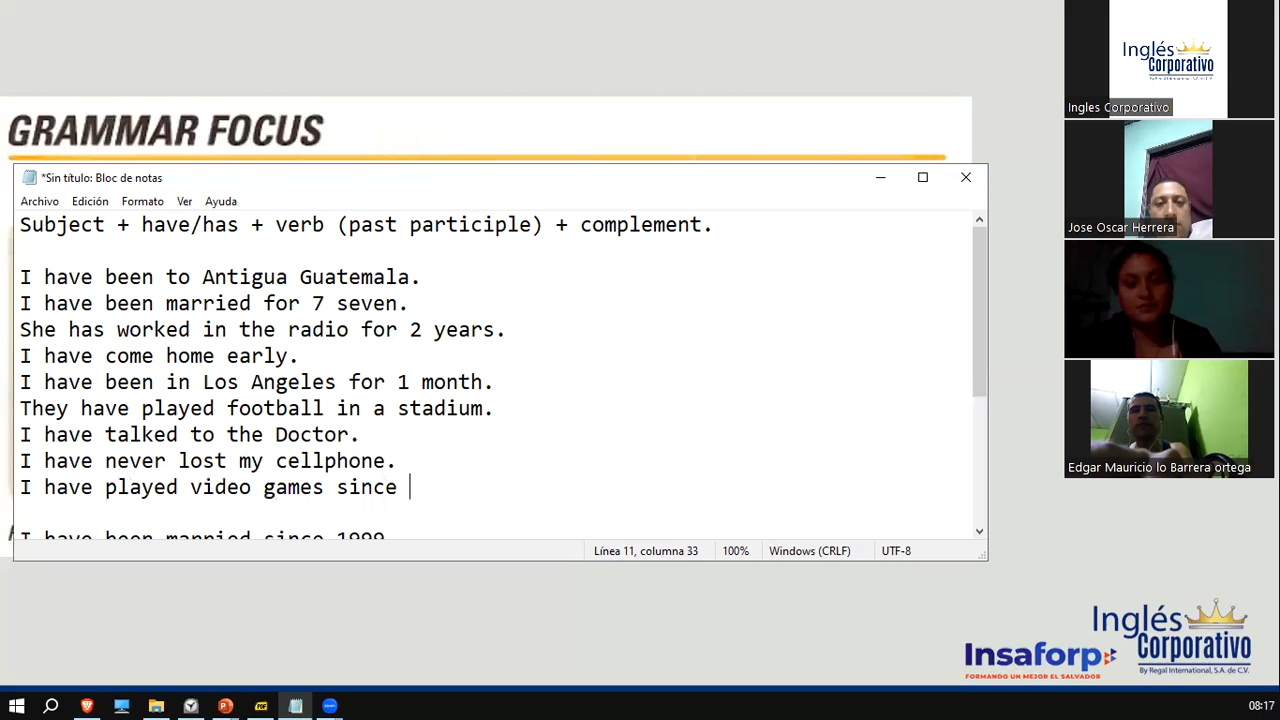 GRAMMAR FOCUS
*Sin título: Bloc de notas
Archivo Edición Formato Ver Ayuda
Subject + have/has + verb (past participle) + complement.
I have been to Antigua Guatemala.
I have been married for 7 seven.
She has worked in the radio for 2 years.
I have come home early.
I have been in Los Angeles for 1 month.
They have played football in a stadium.
I have talked to the Doctor.
I have never lost my cellphone.
I have played video games since
I have been married since 1999
Línea 11, columna 33 100% Windows (CRLF) UTF-8
Inglés
Corporativo
Ingles Corporativo
Jose Oscar Herrera
Edgar Mauricio lo Barrera ortega
Insaforp
FORMANDO UN MEJOR EL SALVADOR
Inglés
Corporativo
By Regal International, S.A. de C.V.
08:17